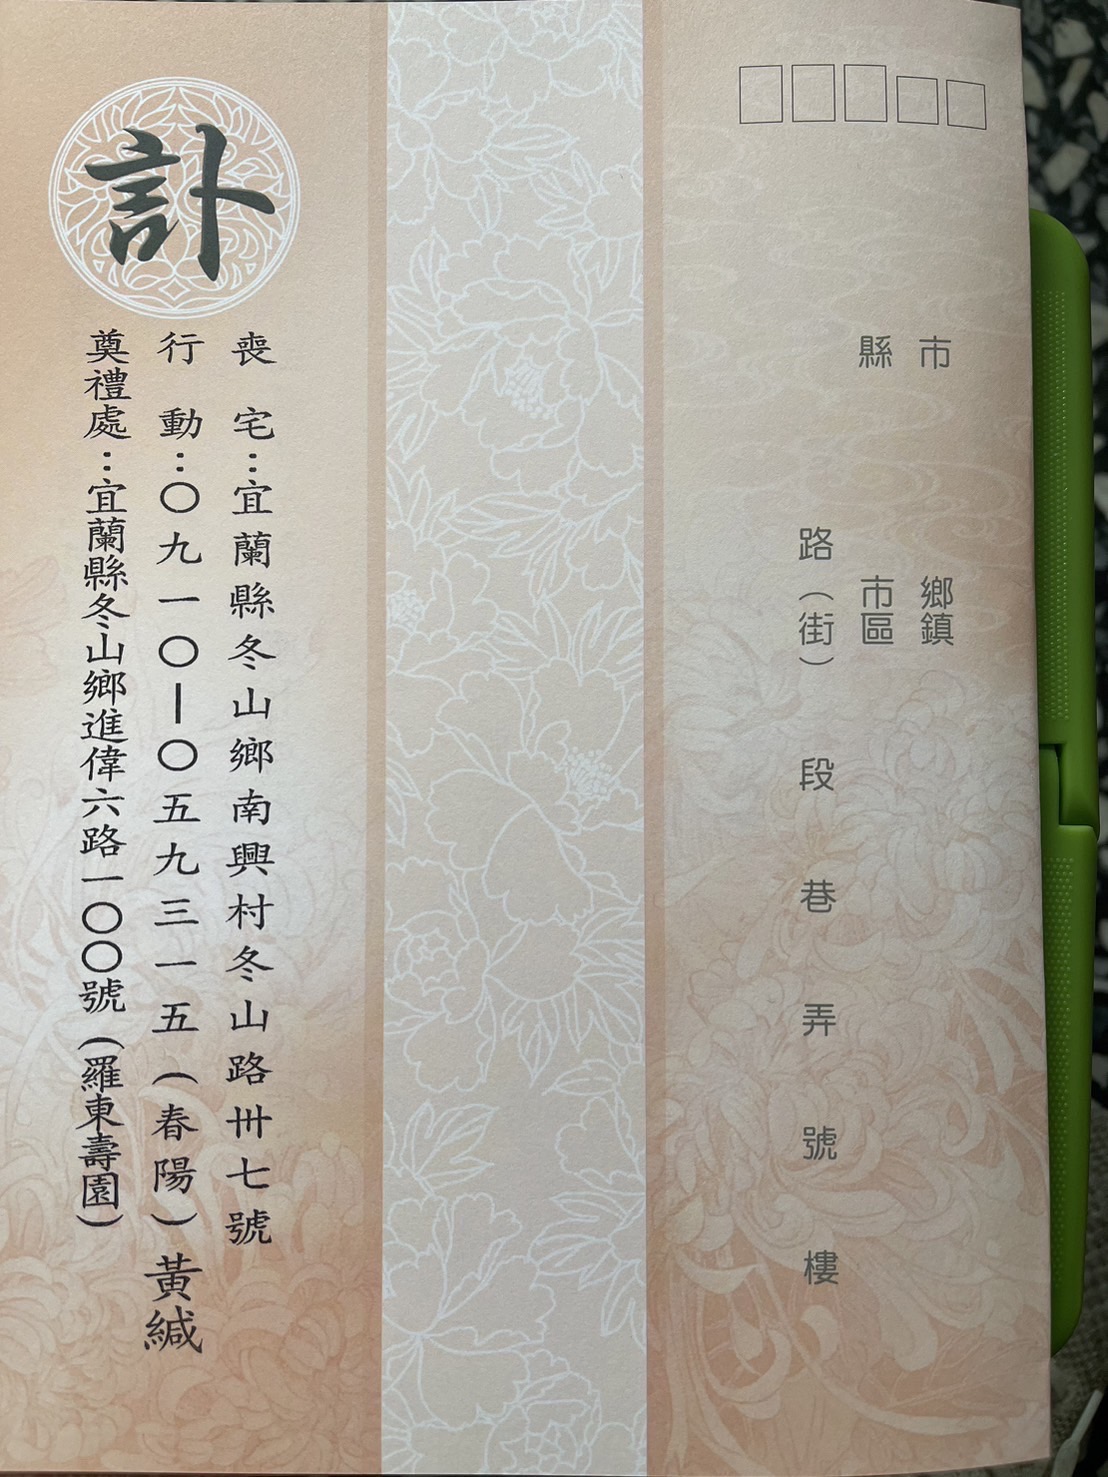 市
縣
鄉鎮
市區
路（街） 段 巷 弄 號 樓
訃
喪宅：宜蘭縣冬山鄉南興村冬山路卅七號
行動：〇九一〇－〇五九三一五（春陽）黃緘
奠禮處：宜蘭縣冬山鄉進偉六路一〇〇號（羅東壽園）